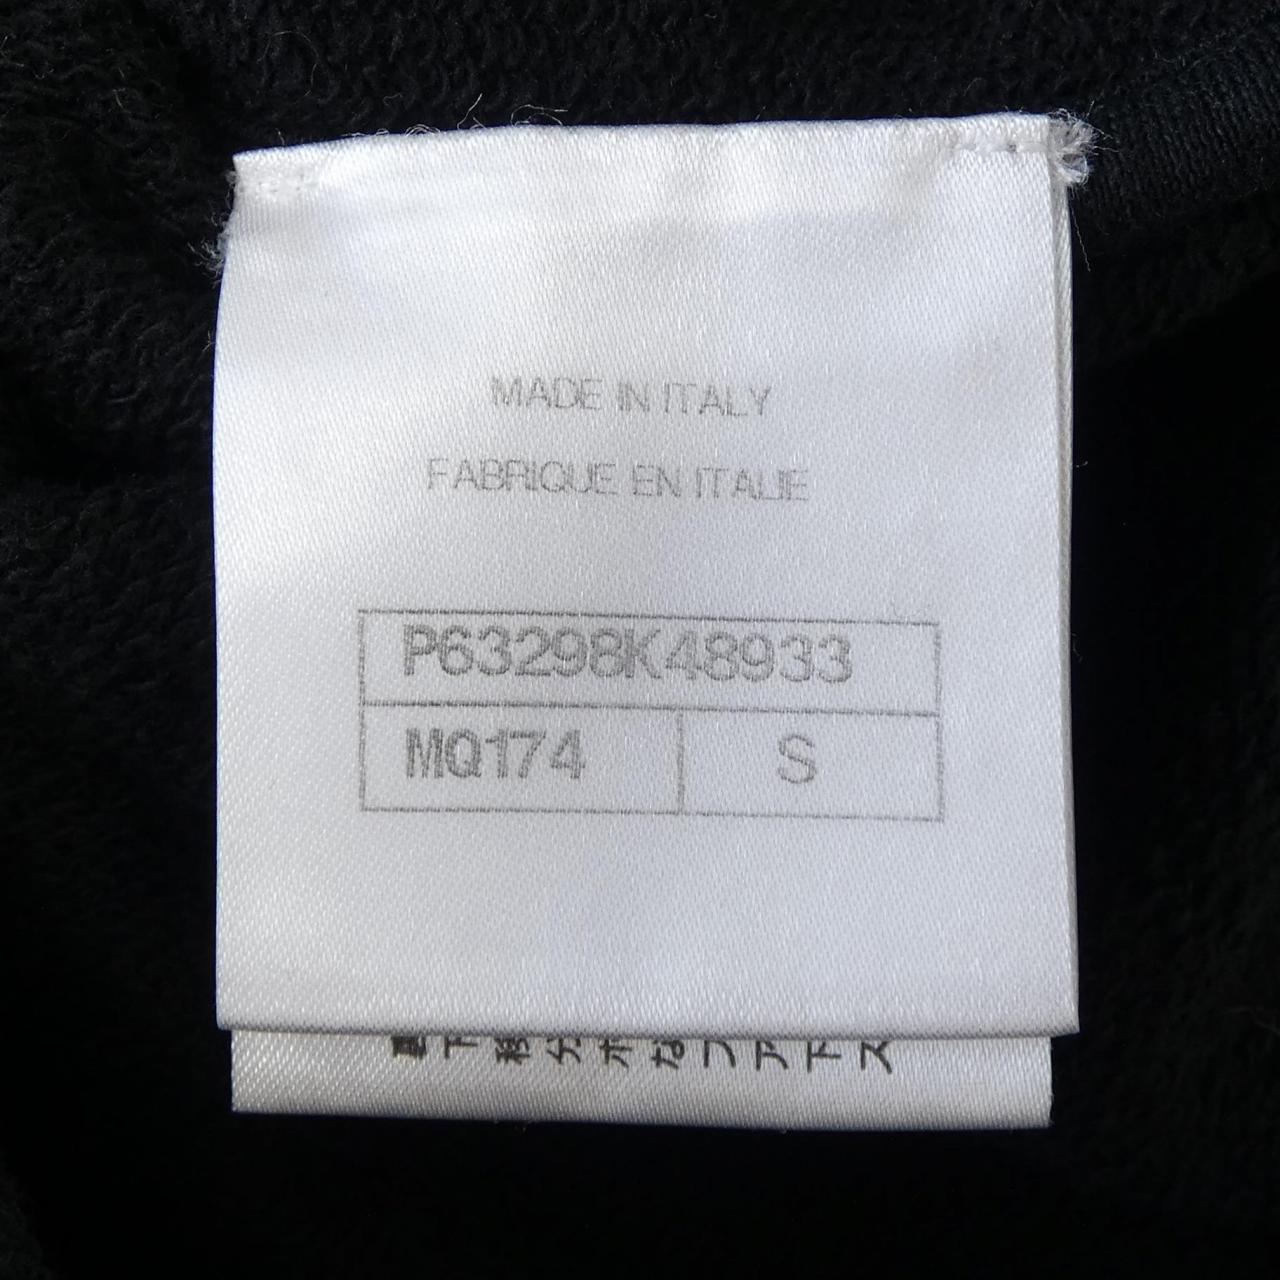 MADE IN ITALY
FABRIQUE EN ITALIE
P63298K48933
MQ174 S